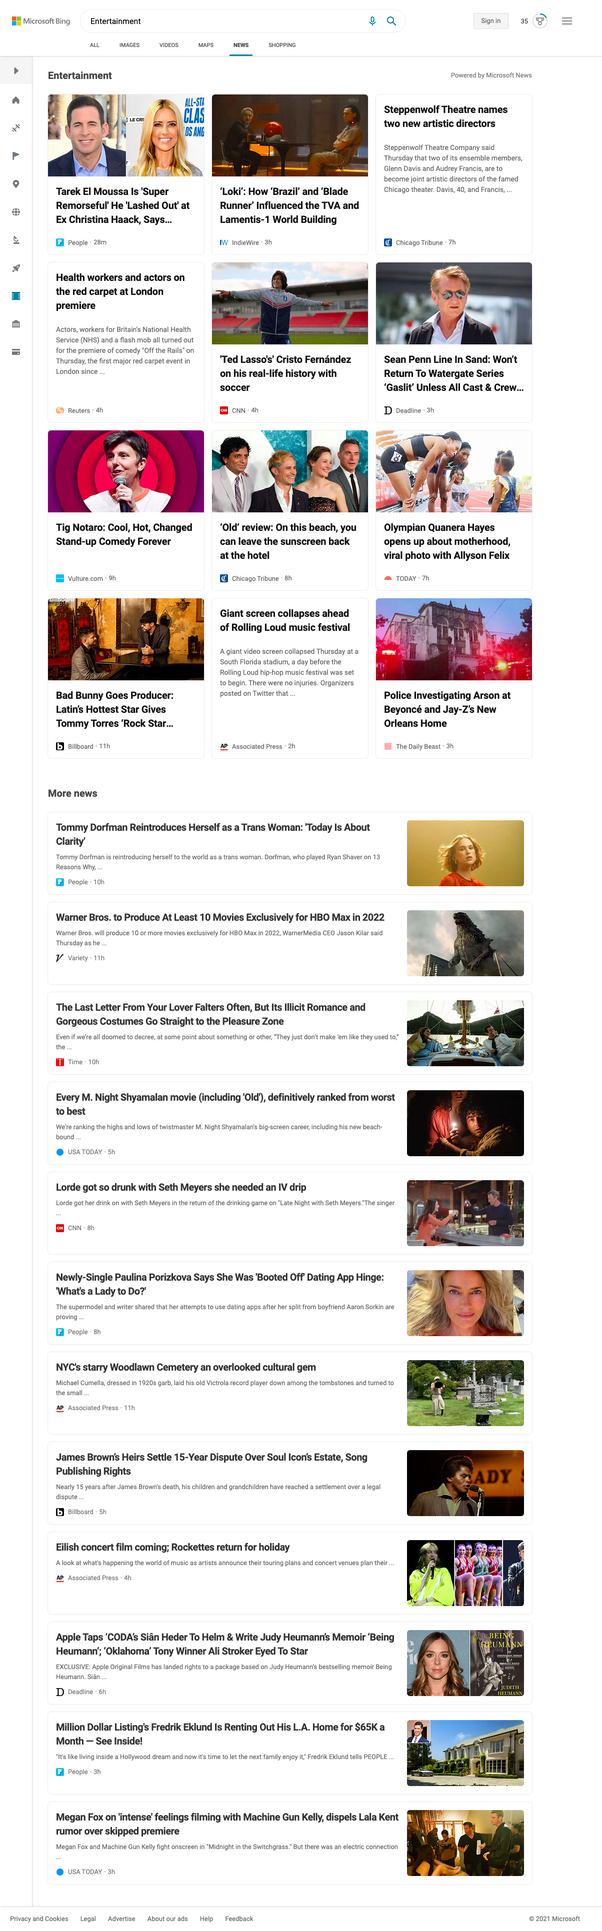 Microsoft Bing
Entertainment
Sign in
35
ALL
IMAGES
VIDEOS
MAPS
NEWS
SHOPPING
Entertainment
Powered by Microsoft News
ALL-STA
LE CR
CLAS
OS ANG
Tarek El Moussa Is 'Super
Remorseful' He 'Lashed Out' at
Ex Christina Haack, Says...
People · 28m
'Loki': How 'Brazil' and 'Blade
Runner' Influenced the TVA and
Lamentis-1 World Building
IW IndieWire · 3h
Steppenwolf Theatre names
two new artistic directors
Steppenwolf Theatre Company said
Thursday that two of its ensemble members,
Glenn Davis and Audrey Francis, are to
become joint artistic directors of the famed
Chicago theater. Davis, 40, and Francis, ...
Chicago Tribune · 7h
Health workers and actors on
the red carpet at London
premiere
Actors, workers for Britain's National Health
Service (NHS) and a flash mob all turned out
for the premiere of comedy "Off the Rails" on
Thursday, the first major red carpet event in
London since ...
Reuters · 4h
'Ted Lasso's' Cristo Fernández
on his real-life history with
soccer
CNN · 4h
Sean Penn Line In Sand: Won't
Return To Watergate Series
'Gaslit' Unless All Cast & Crew...
Deadline · 3h
Tig Notaro: Cool, Hot, Changed
Stand-up Comedy Forever
Vulture.com · 9h
'Old' review: On this beach, you
can leave the sunscreen back
at the hotel
Chicago Tribune · 8h
Olympian Quanera Hayes
opens up about motherhood,
viral photo with Allyson Felix
TODAY · 7h
Bad Bunny Goes Producer:
Latin's Hottest Star Gives
Tommy Torres 'Rock Star...
Billboard · 11h
Giant screen collapses ahead
of Rolling Loud music festival
A giant video screen collapsed Thursday at a
South Florida stadium, a day before the
Rolling Loud hip-hop music festival was set
to begin. There were no injuries. Organizers
posted on Twitter that ...
AP Associated Press · 2h
Police Investigating Arson at
Beyoncé and Jay-Z's New
Orleans Home
The Daily Beast · 3h
More news
Tommy Dorfman Reintroduces Herself as a Trans Woman: 'Today Is About
Clarity'
Tommy Dorfman is reintroducing herself to the world as a trans woman. Dorfman, who played Ryan Shaver on 13
Reasons Why, ...
People · 10h
Warner Bros. to Produce At Least 10 Movies Exclusively for HBO Max in 2022
Warner Bros. will produce 10 or more movies exclusively for HBO Max in 2022, WarnerMedia CEO Jason Kilar said
Thursday as he ...
Variety · 11h
The Last Letter From Your Lover Falters Often, But Its Illicit Romance and
Gorgeous Costumes Go Straight to the Pleasure Zone
Even if we're all doomed to decree, at some point about something or other, "They just don't make 'em like they used to,"
the ...
Time · 10h
Every M. Night Shyamalan movie (including 'Old'), definitively ranked from worst
to best
We're ranking the highs and lows of twistmaster M. Night Shyamalan's big-screen career, including his new beach-
bound ...
USA TODAY · 5h
Lorde got so drunk with Seth Meyers she needed an IV drip
Lorde got her drink on with Seth Meyers in the return of the drinking game on "Late Night with Seth Meyers."The singer
...
CNN · 8h
Newly-Single Paulina Porizkova Says She Was 'Booted Off' Dating App Hinge:
'What's a Lady to Do?'
The supermodel and writer shared that her attempts to use dating apps after her split from boyfriend Aaron Sorkin are
proving ...
People · 8h
NYC's starry Woodlawn Cemetery an overlooked cultural gem
Michael Cumella, dressed in 1920s garb, laid his old Victrola record player down among the tombstones and turned to
the small ...
AP Associated Press · 11h
James Brown's Heirs Settle 15-Year Dispute Over Soul Icon's Estate, Song
Publishing Rights
Nearly 15 years after James Brown's death, his children and grandchildren have reached a settlement over a legal
dispute ...
Billboard · 5h
ADY S
Eilish concert film coming; Rockettes return for holiday
A look at what's happening the world of music as artists announce their touring plans and concert venues plan their ...
AP Associated Press · 4h
Apple Taps 'CODA's Siân Heder To Helm & Write Judy Heumann's Memoir 'Being
Heumann'; 'Oklahoma' Tony Winner Ali Stroker Eyed To Star
EXCLUSIVE: Apple Original Films has landed rights to a package based on Judy Heumann's bestselling memoir Being
Heumann. Siân ...
Deadline · 6h
BEING
HEUMANN
JUDITH
HEUMANN
Million Dollar Listing's Fredrik Eklund Is Renting Out His L.A. Home for $65K a
Month — See Inside!
"It's like living inside a Hollywood dream and now it's time to let the next family enjoy it," Fredrik Eklund tells PEOPLE ...
People · 3h
Megan Fox on 'intense' feelings filming with Machine Gun Kelly, dispels Lala Kent
rumor over skipped premiere
Megan Fox and Machine Gun Kelly fight onscreen in "Midnight in the Switchgrass." But there was an electric connection
...
USA TODAY · 3h
Privacy and Cookies
Legal
Advertise
About our ads
Help
Feedback
© 2021 Microsoft